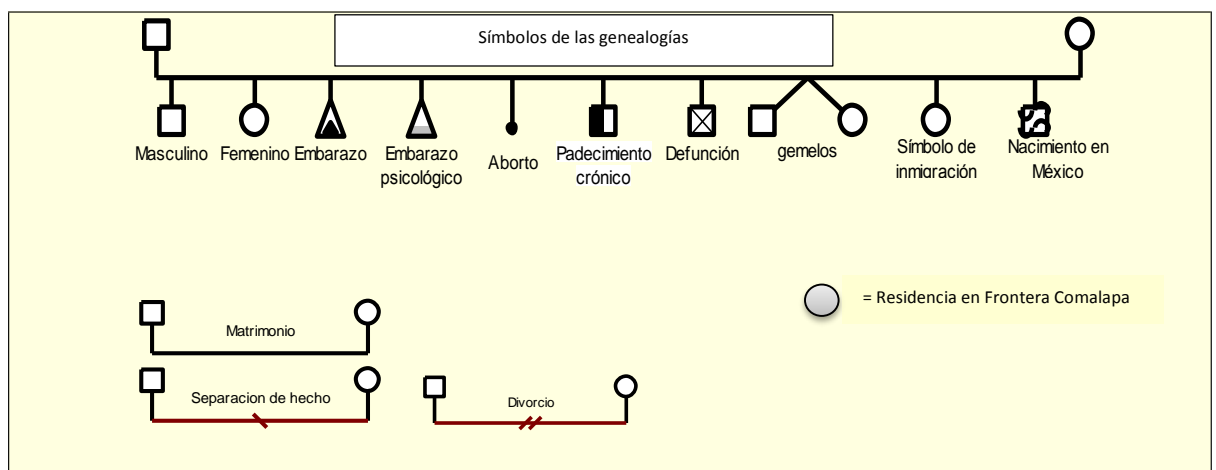 Símbolos de las genealogías
Masculino
Femenino
Embarazo
Embarazo
psicológico
Aborto
Padecimiento
crónico
Defunción
gemelos
Símbolo de
inmigración
Nacimiento en
México
= Residencia en Frontera Comalapa
Matrimonio
Separacion de hecho
Divorcio